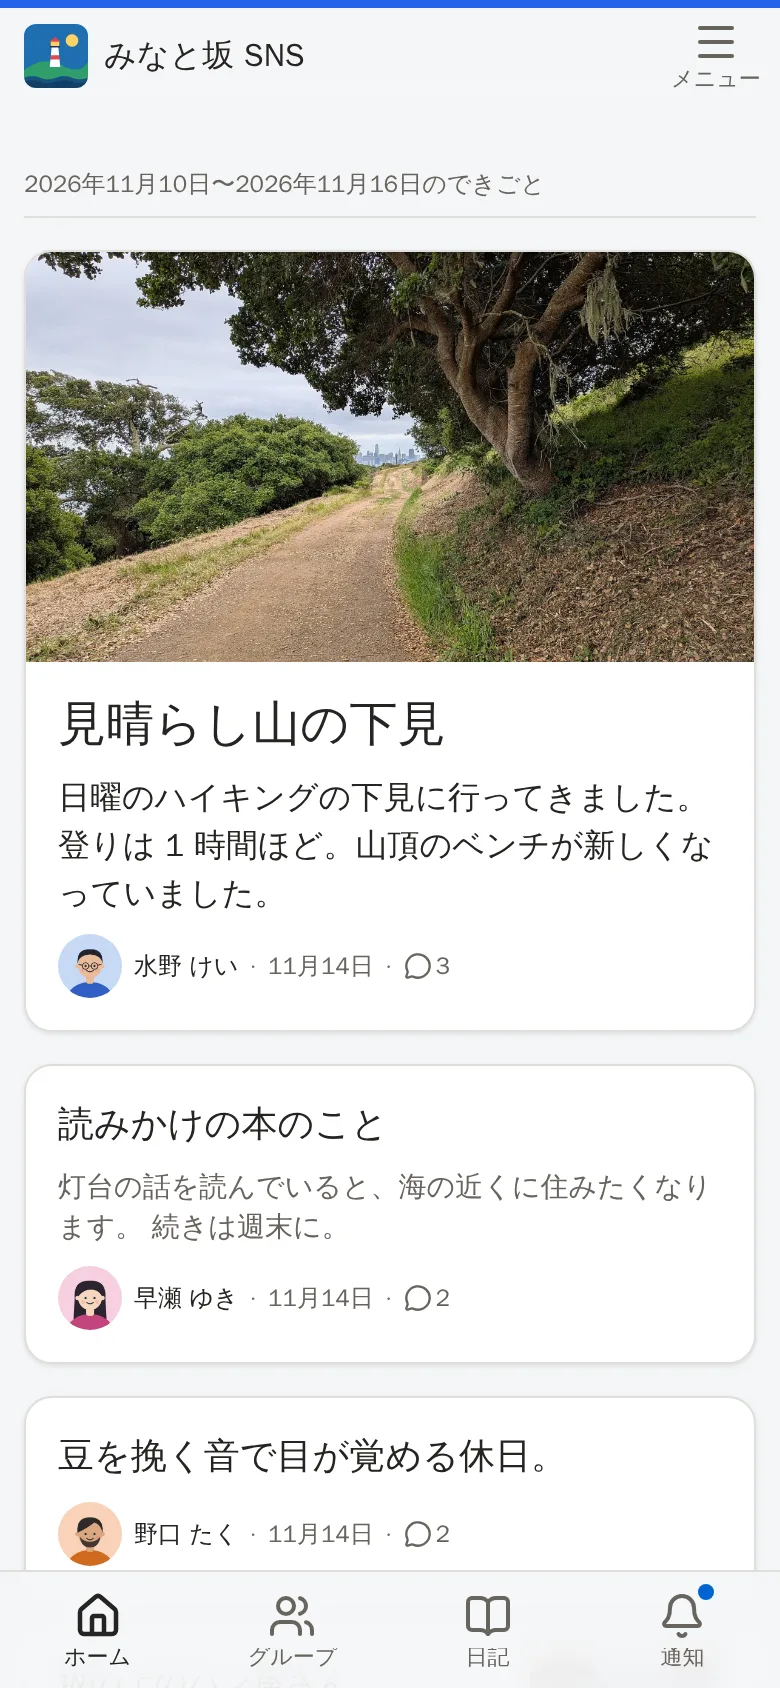 みなと坂 SNS
メニュー
2026年11月10日〜2026年11月16日のできごと
見晴らし山の下見
日曜のハイキングの下見に行ってきました。
登りは 1 時間ほど。山頂のベンチが新しくな
っていました。
水野 けい · 11月14日 · 3
読みかけの本のこと
灯台の話を読んでいると、海の近くに住みたくなり
ます。 続きは週末に。
早瀬 ゆき · 11月14日 · 2
豆を挽く音で目が覚める休日。
野口 たく · 11月14日 · 2
ホーム
グループ
日記
通知